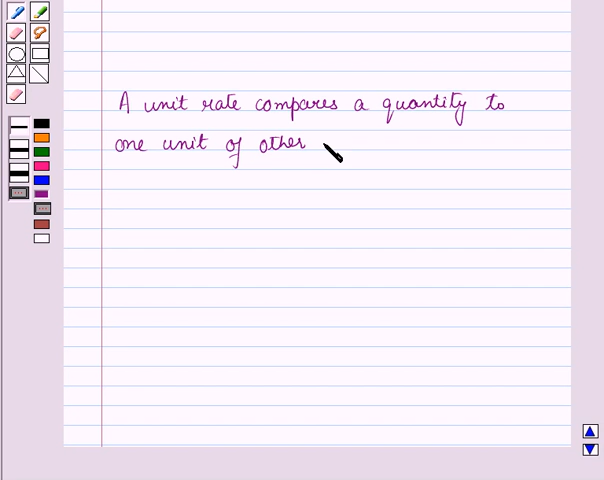 A unit rate compares a quantity to
one unit of other